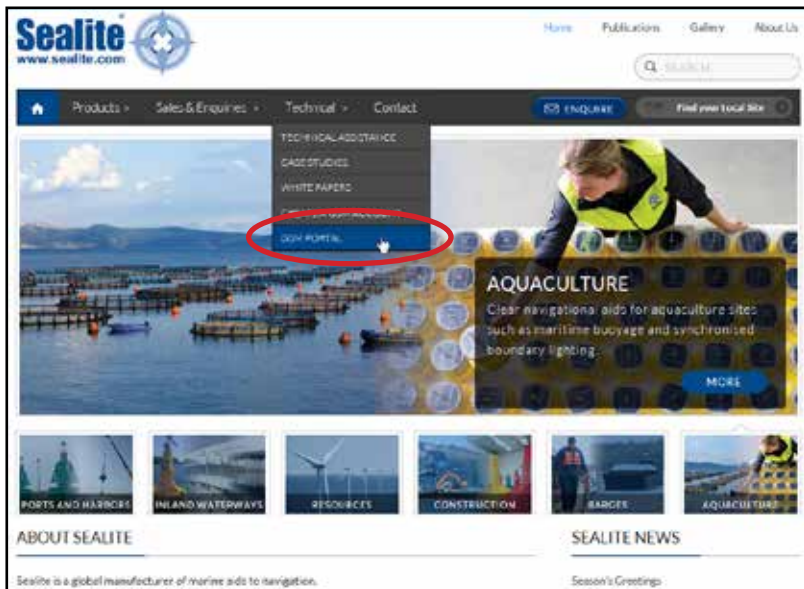 Sealite
www.sealite.com
Home Publications Gallery About Us
SEARCH
Products Sales & Enquiries Technical Contact
ENQUIRE Find your Local Site
TECHNICAL ASSISTANCE
CASE STUDIES
WHITE PAPERS
GSM PORTAL
AQUACULTURE
Clear navigational aids for aquaculture sites
such as maritime buoyage and synchronised
boundary lighting.
MORE
PORTS AND HARBORS INLAND WATERWAYS RESOURCES CONSTRUCTION BARGES AQUACULTURE
ABOUT SEALITE SEALITE NEWS
Sealite is a global manufacturer of marine aids to navigation. Season's Greetings